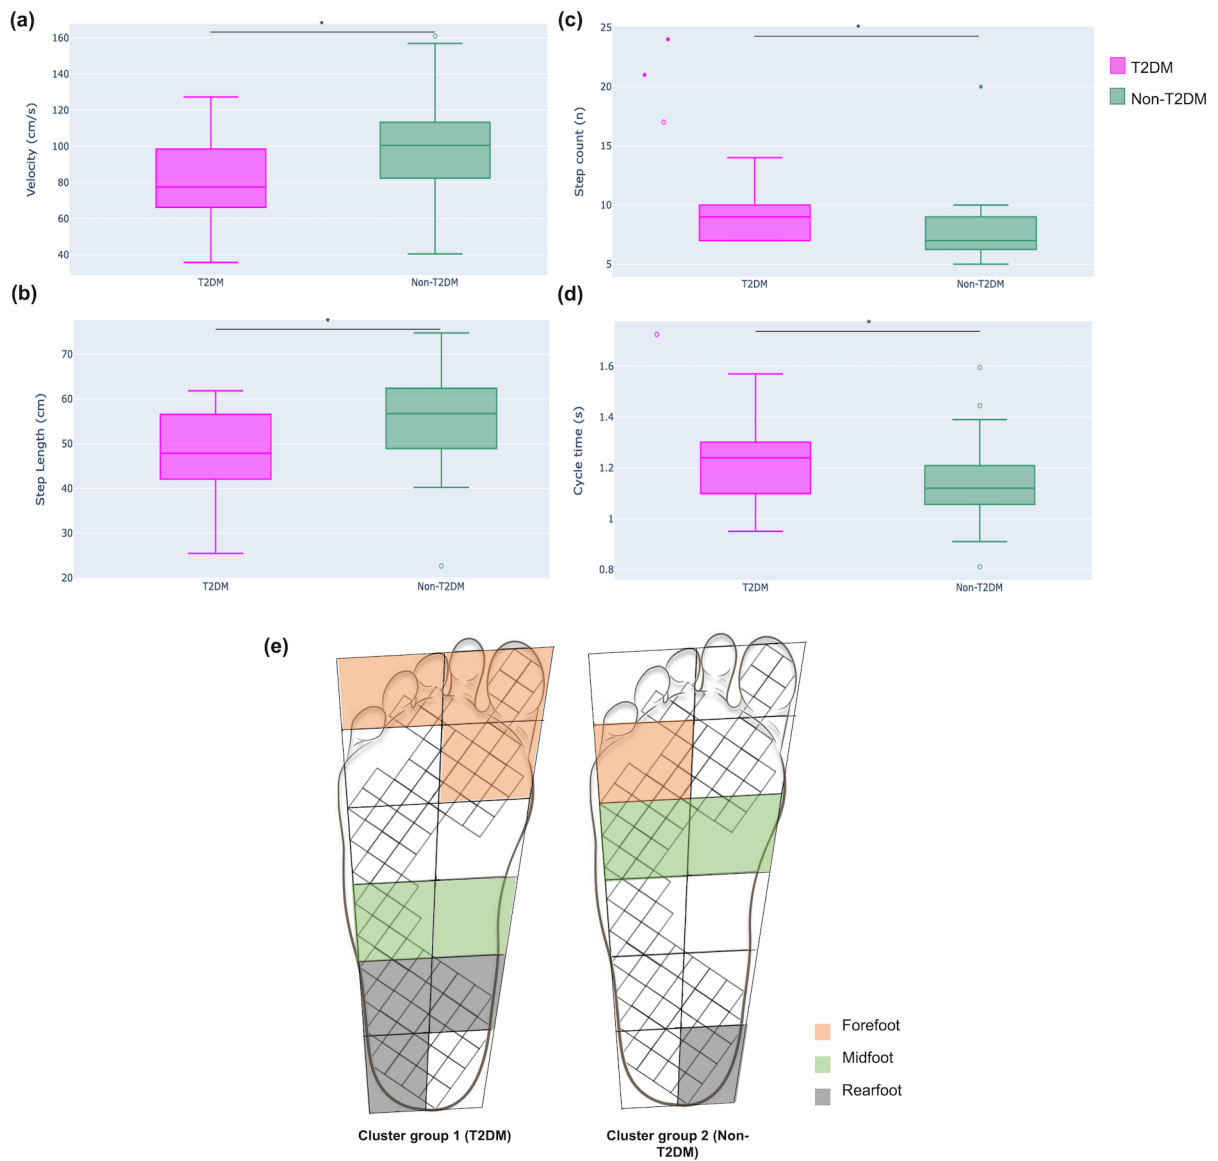 (a)
*
160
140
120
100
80
60
40
Velocity (cm/s)
T2DM
Non-T2DM
(c)
*
25
20
15
10
5
Step count (n)
T2DM
Non-T2DM
T2DM
Non-T2DM
(b)
*
70
60
50
40
30
20
Step Length (cm)
T2DM
Non-T2DM
(d)
*
1.6
1.4
1.2
1
0.8
Cycle time (s)
T2DM
Non-T2DM
(e)
Forefoot
Midfoot
Rearfoot
Cluster group 1 (T2DM)
Cluster group 2 (Non-
T2DM)